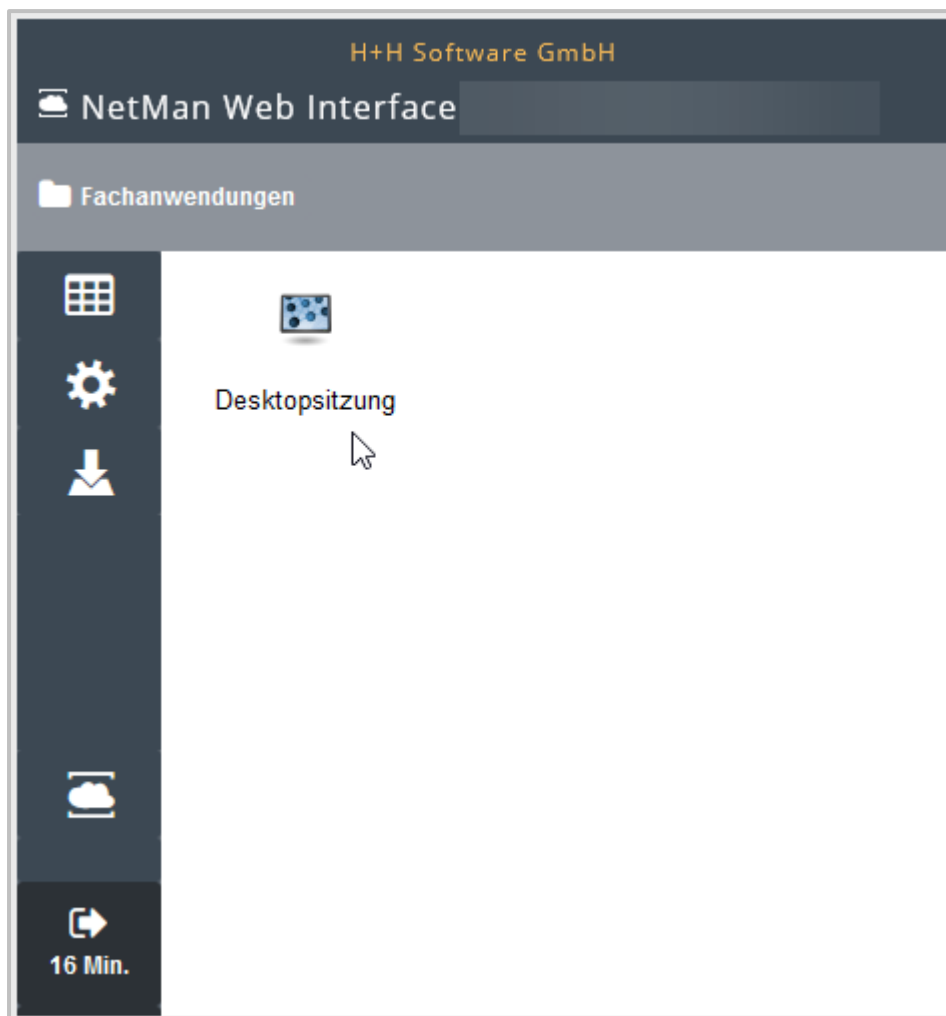 H+H Software GmbH
NetMan Web Interface
Fachanwendungen
Desktopsitzung
16 Min.